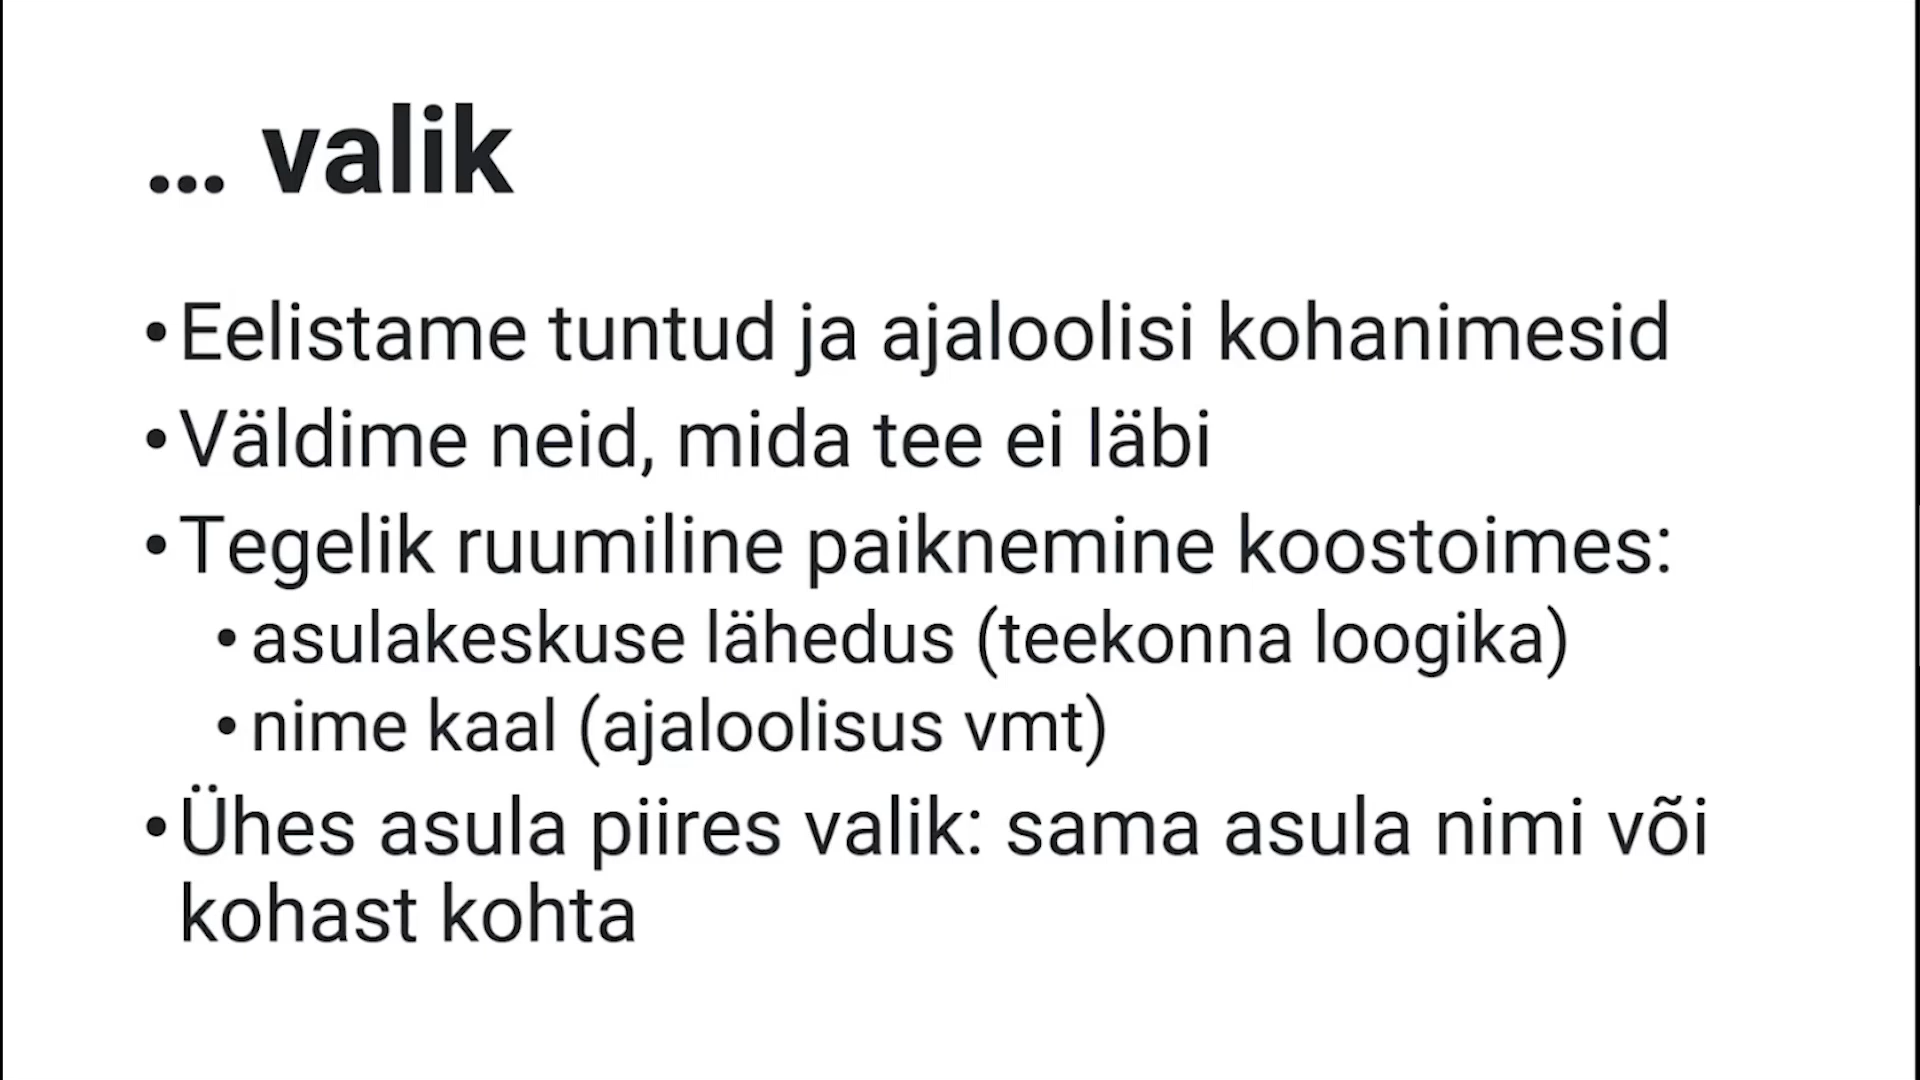 ... valik
•Eelistame tuntud ja ajaloolisi kohanimesid
•Väldime neid, mida tee ei läbi
•Tegelik ruumiline paiknemine koostoimes:
•asulakeskuse lähedus (teekonna loogika)
•nime kaal (ajaloolisus vmt)
•Ühes asula piires valik: sama asula nimi või
kohast kohta